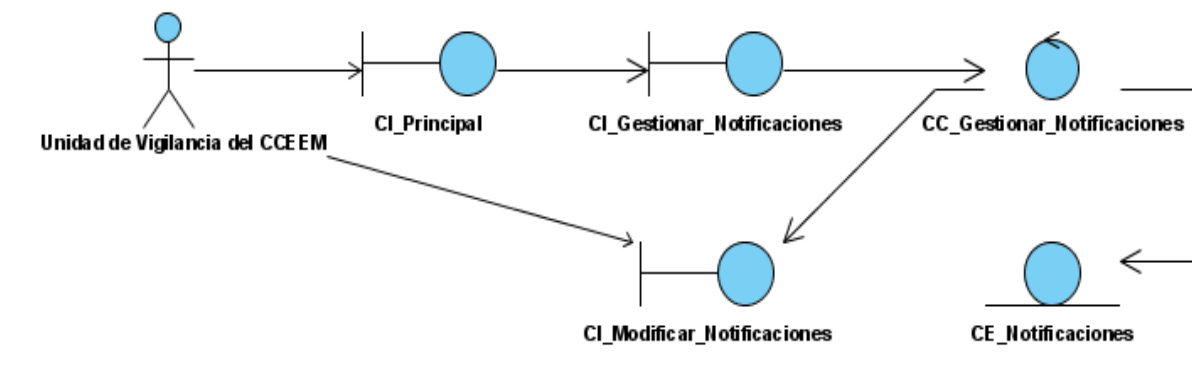 CI_Principal
CI_Gestionar_Notificaciones
CC_Gestionar_Notificaciones
Unidad de Vigilancia del CCEEM
CI_Modificar_Notificaciones
CE_Notificaciones